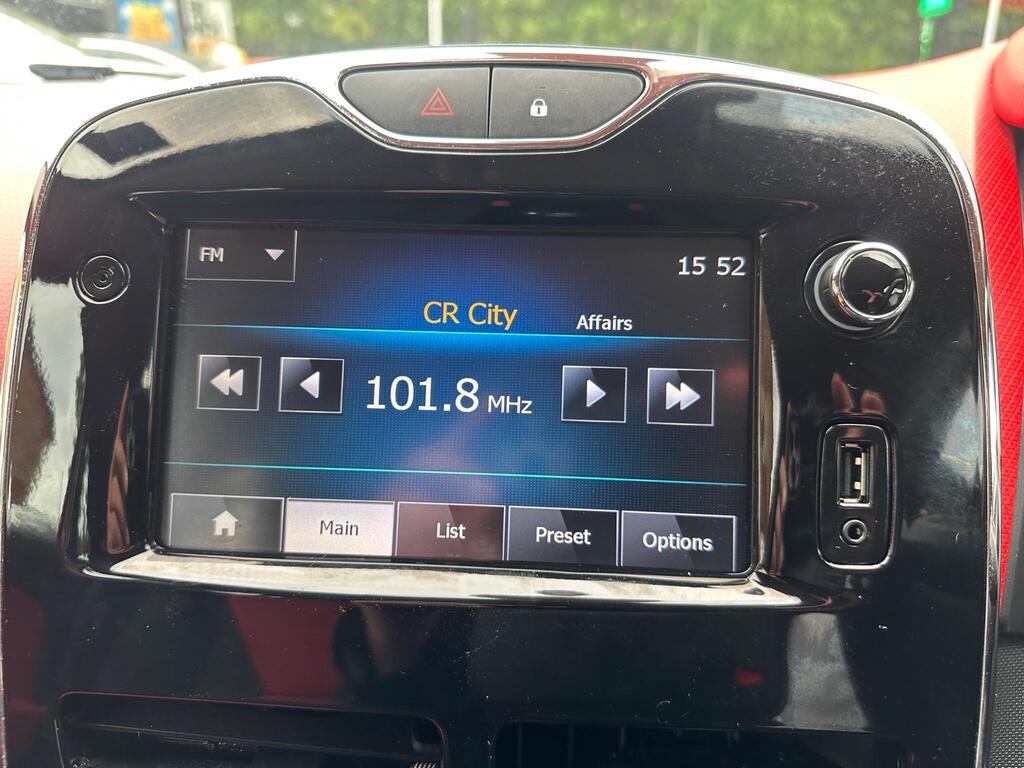 FM
15 52
CR City
Affairs
101.8 MHz
Main
List
Preset
Options